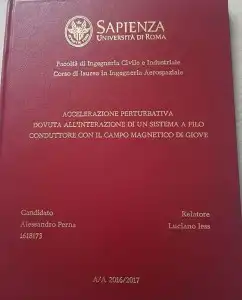 SAPIENZA
UNIVERSITÀ DI ROMA
Facoltà di Ingegneria Civile e Industriale
Corso di laurea in Ingegneria Aerospaziale
ACCELERAZIONE PERTURBATIVA
DOVUTA ALL'INTERAZIONE DI UN SISTEMA A FILO
CONDUTTORE CON IL CAMPO MAGNETICO DI GIOVE
Candidato
Relatore
Alessandro Perna
Luciano Iess
1618173
A/A 2016/2017